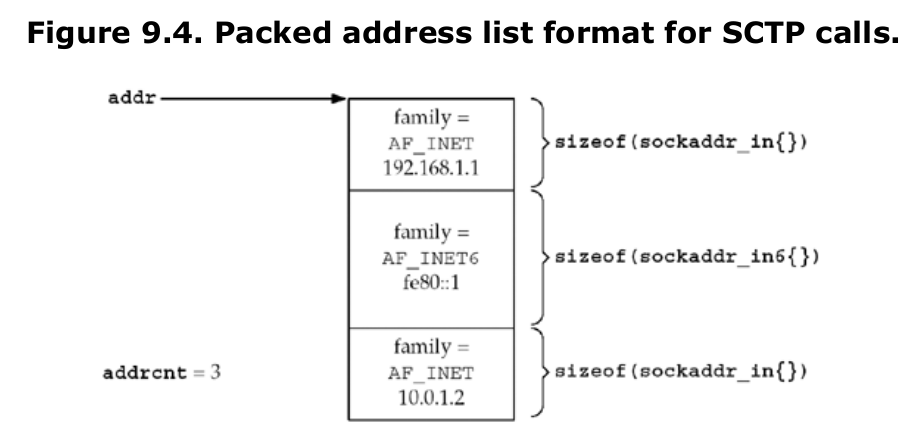 Figure 9.4. Packed address list format for SCTP calls.
addr
family =
AF_INET
192.168.1.1
sizeof(sockaddr_in{})
family =
AF_INET6
fe80::1
sizeof(sockaddr_in6{})
family =
AF_INET
10.0.1.2
sizeof(sockaddr_in{})
addrcnt = 3